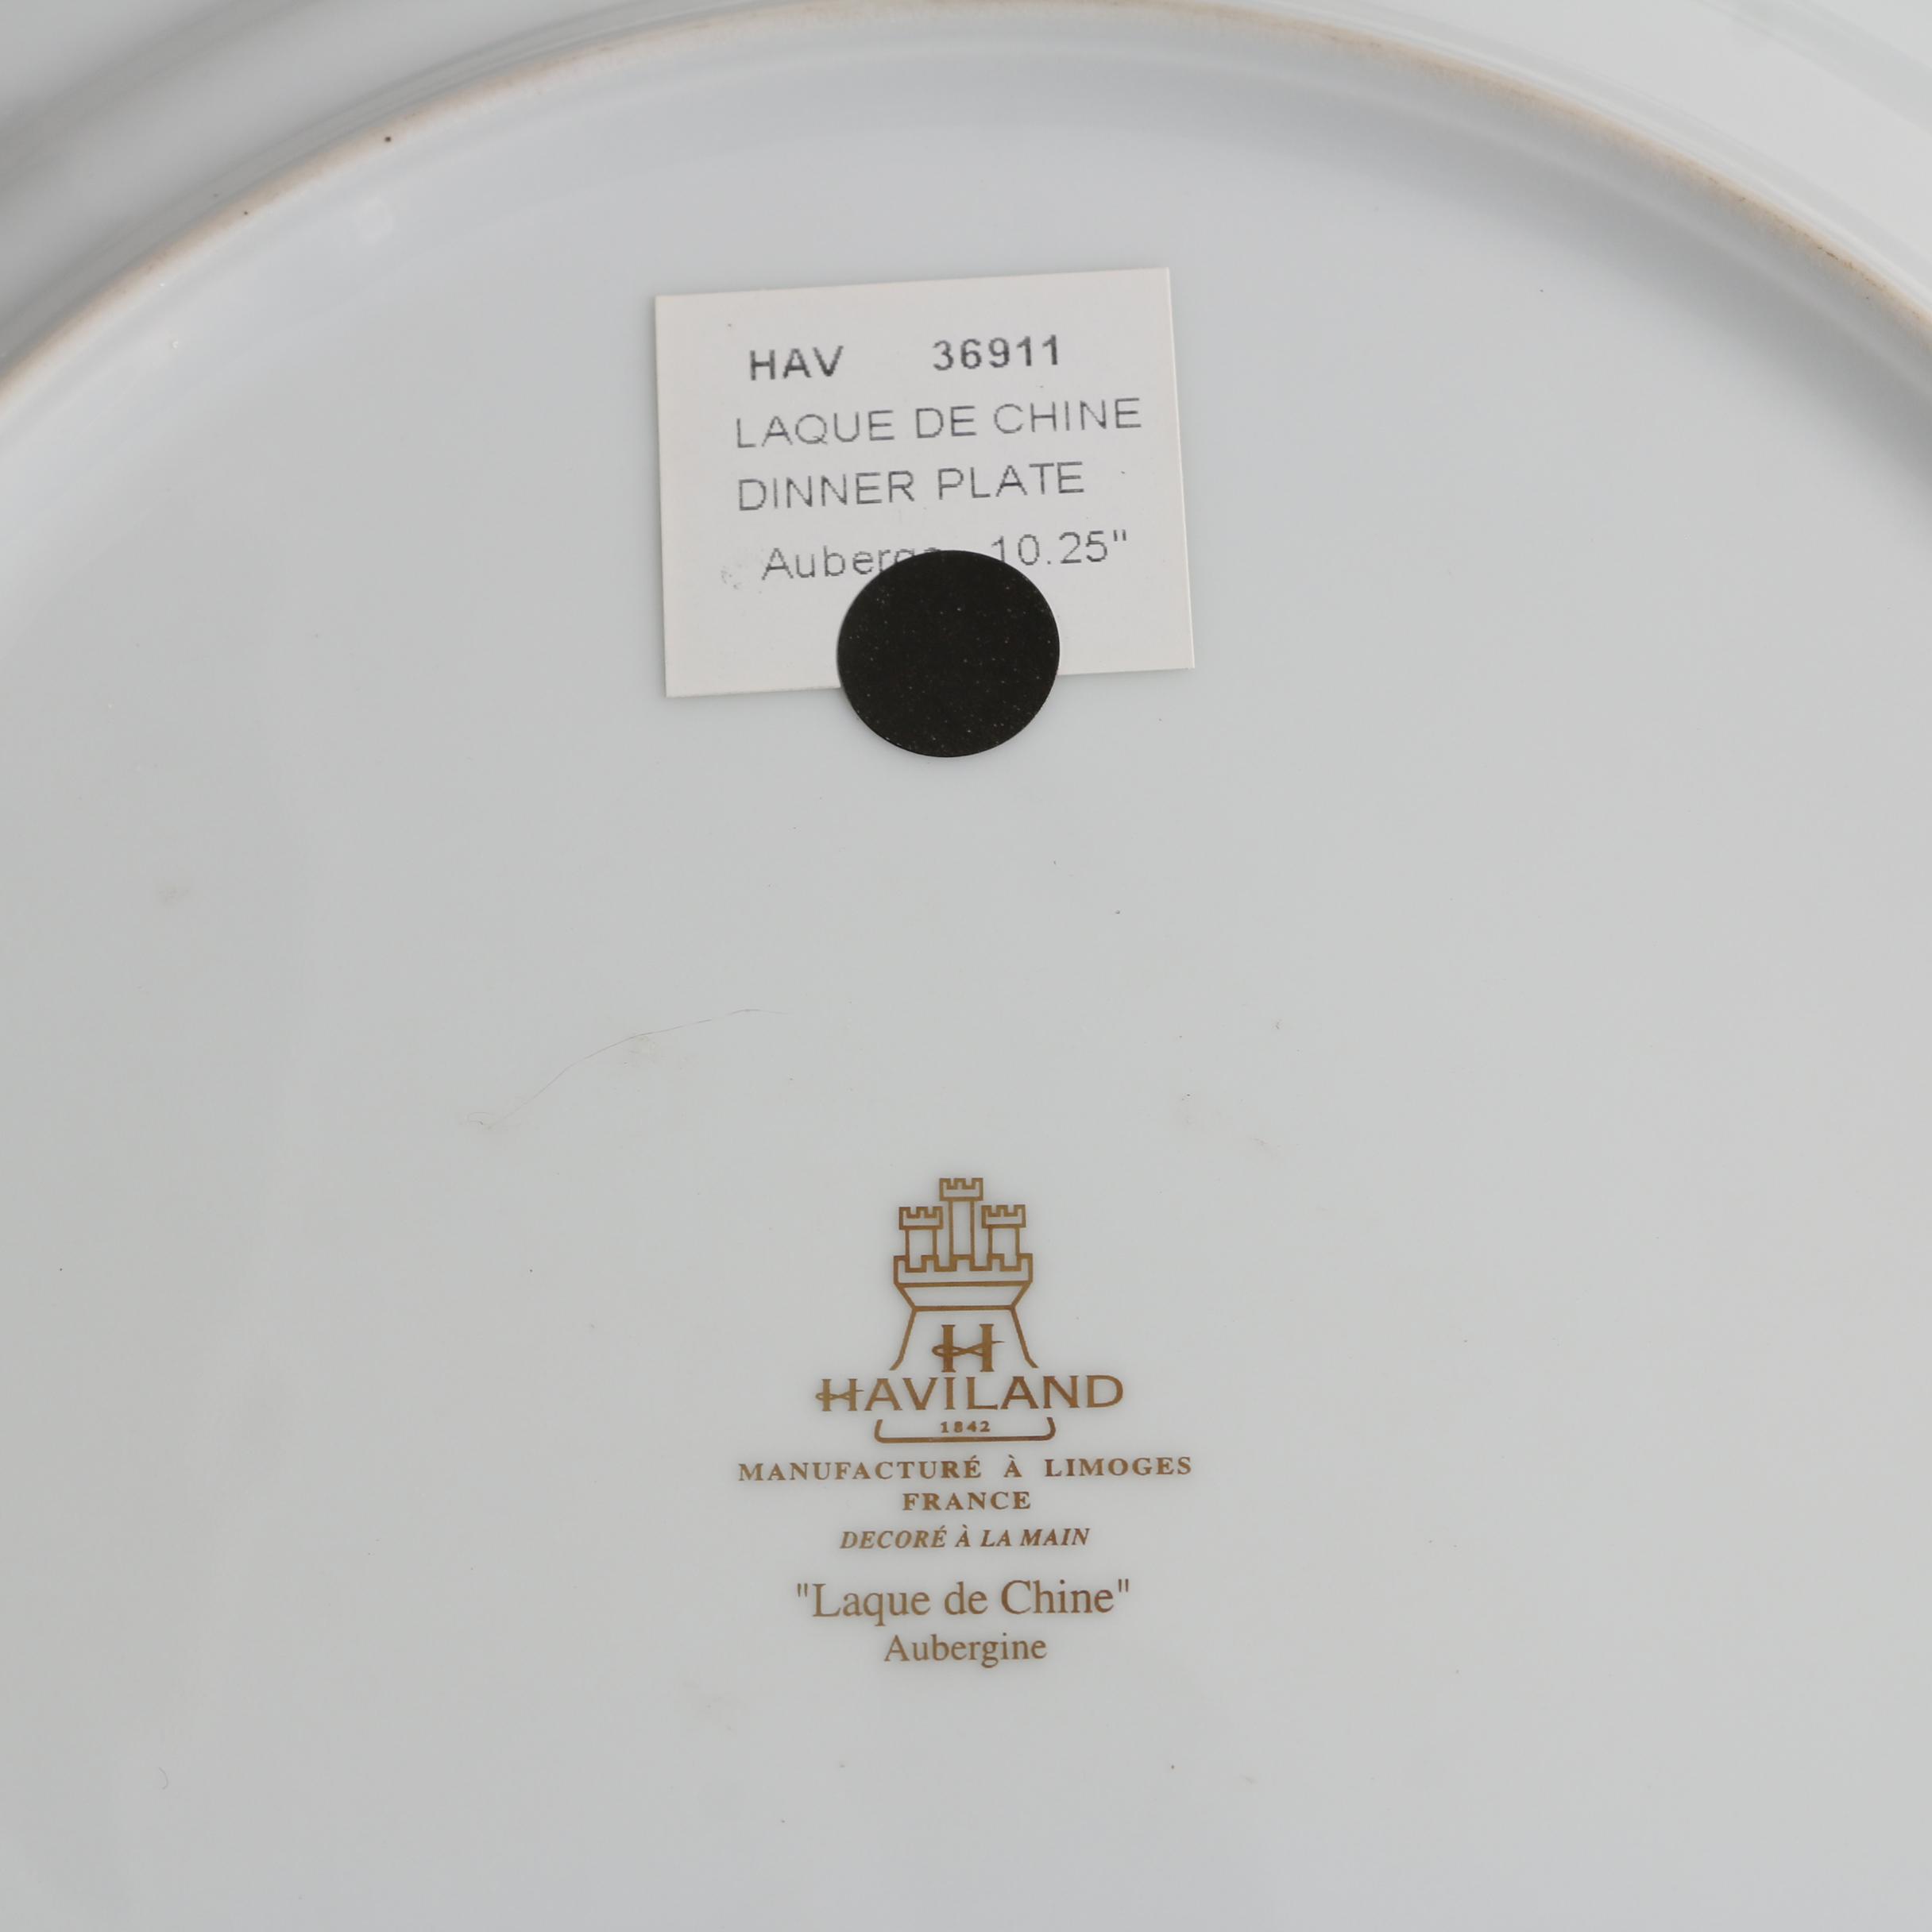 HAV 36911
LAQUE DE CHINE
DINNER PLATE
10.25"
H
HAVILAND
1842
MANUFACTURÉ À LIMOGES
FRANCE
DECORÉ À LA MAIN
"Laque de Chine"
Aubergine